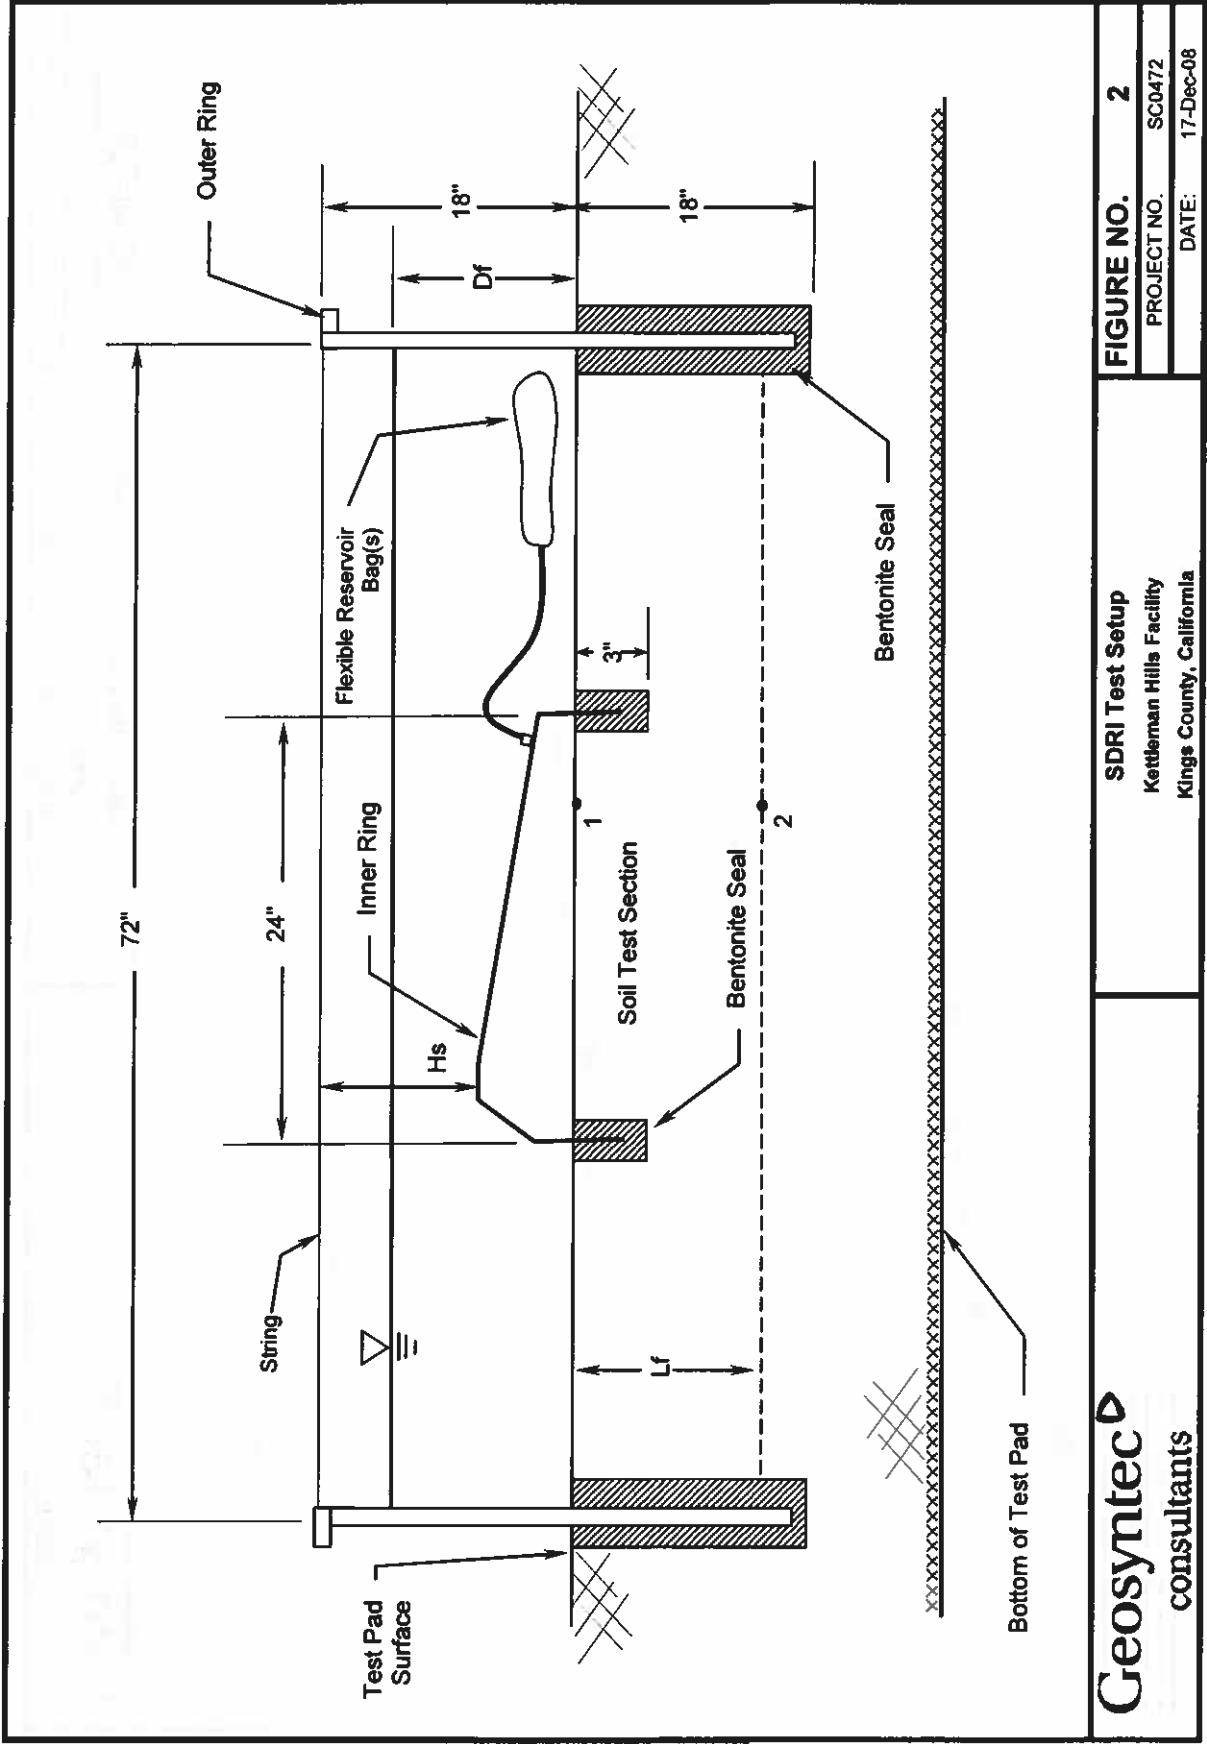 72"
24"
String
Hs
Inner Ring
Flexible Reservoir
Bag(s)
Outer Ring
Df
18"
18"
Test Pad
Surface
1
3"
Soil Test Section
Lf
2
Bentonite Seal
Bentonite Seal
Bottom of Test Pad
Geosyntec
consultants
SDRI Test Setup
Kettleman Hills Facility
Kings County, California
FIGURE NO. 2
PROJECT NO. SC0472
DATE: 17-Dec-08